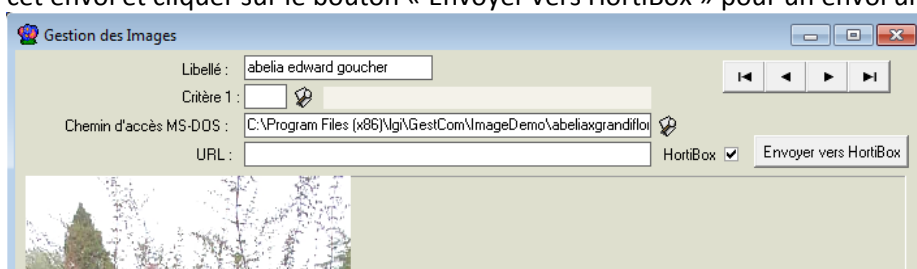 cet envoi et cliquer sur le bouton « Envoyer vers HortiBox » pour un envoi
Gestion des Images
Libellé : abelia edward goucher
Critère 1 :
Chemin d'accès MS-DOS : C:\Program Files (x86)\lgi\GestCom\ImageDemo\abeliaxgrandiflor
URL : HortiBox Envoyer vers HortiBox